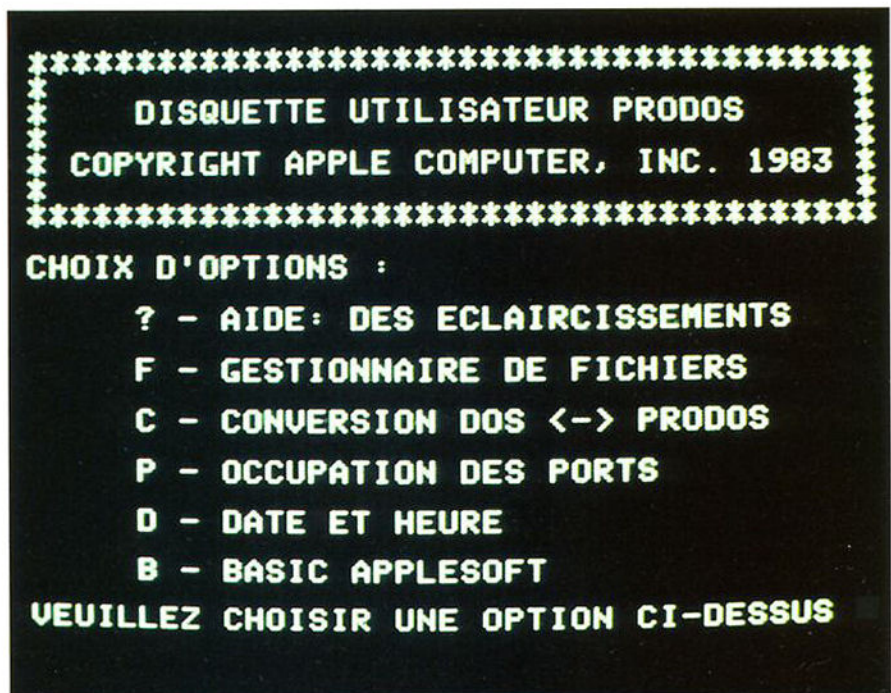 ***************************************
DISQUETTE UTILISATEUR PRODOS
COPYRIGHT APPLE COMPUTER, INC. 1983
***************************************
CHOIX D'OPTIONS :
? - AIDE: DES ECLAIRCISSEMENTS
F - GESTIONNAIRE DE FICHIERS
C - CONVERSION DOS <-> PRODOS
P - OCCUPATION DES PORTS
D - DATE ET HEURE
B - BASIC APPLESOFT
VEUILLEZ CHOISIR UNE OPTION CI-DESSUS